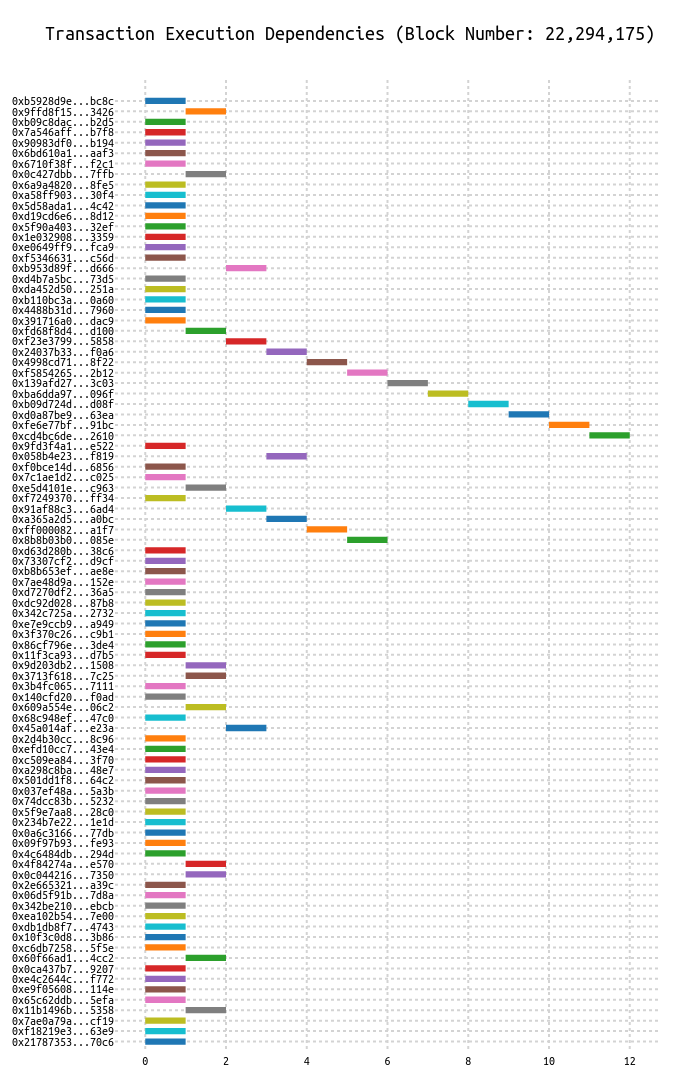 Transaction Execution Dependencies (Block Number: 22,294,175)
0xb5928d9e...bc8c
0x9ffd8f15...3426
0xb09c8dac...b2d5
0x7a546aff...b7f8
0x90983df0...b194
0x6bd610a1...aaf3
0x6710f38f...f2c1
0x0c427dbb...7ffb
0x6a9a4820...8fe5
0xa58ff903...30f4
0x5d58ada1...4c42
0xd19cd6e6...8d12
0x5f90a403...32ef
0x1e032908...3359
0xe0649ff9...fca9
0xf5346631...c56d
0xb953d89f...d666
0xd4b7a5bc...73d5
0xda452d50...251a
0xb110bc3a...0a60
0x4488b31d...7960
0x391716a0...dac9
0xfd68f8d4...d100
0xf23e3799...5858
0x24037b33...f0a6
0x4998cd71...8f22
0xf5854265...2b12
0x139afd27...3c03
0xba6dda97...096f
0xb09d724d...d08f
0xd0a87be9...63ea
0xfe6e77bf...91bc
0xcd4bc6de...2610
0x9fd3f4a1...e522
0x058b4e23...f819
0xf0bce14d...6856
0x7c1ae1d2...c025
0xe5d4101e...c963
0xf7249370...ff34
0x91af88c3...6ad4
0xa365a2d5...a0bc
0xff000082...a1f7
0x8b8b03b0...085e
0xd63d280b...38c6
0x73307cf2...d9cf
0xb8b653ef...ae8e
0x7ae48d9a...152e
0xd7270df2...36a5
0xdc92d028...87b8
0x342c725a...2732
0xe7e9ccb9...a949
0x3f370c26...c9b1
0x86cf796e...3de4
0x11f3ca93...d7b5
0x9d203db2...1508
0x3713f618...7c25
0x3b4fc065...7111
0x140cfd20...f0ad
0x609a554e...06c2
0x68c948ef...47c0
0x45a014af...e23a
0x2d4b30cc...8c96
0xefd10cc7...43e4
0xc509ea84...3f70
0xa298c8ba...48e7
0x501dd1f8...64c2
0x037ef48a...5a3b
0x74dcc83b...5232
0x5f9e7aa8...28c0
0x234b7e22...1e1d
0x0a6c3166...77db
0x09f97b93...fe93
0x4c6484db...294d
0x4f84274a...e570
0x0c044216...7350
0x2e665321...a39c
0x06d5f91b...7d8a
0x342be210...ebcb
0xea102b54...7e00
0xdb1db8f7...4743
0x10f3c0d8...3b86
0xc6db7258...5f5e
0x60f66ad1...4cc2
0x0ca437b7...9207
0xe4c2644c...f772
0xe9f05608...114e
0x65c62ddb...5efa
0x11b1496b...5358
0x7ae0a79a...cf19
0xf18219e3...63e9
0x21787353...70c6
0 2 4 6 8 10 12